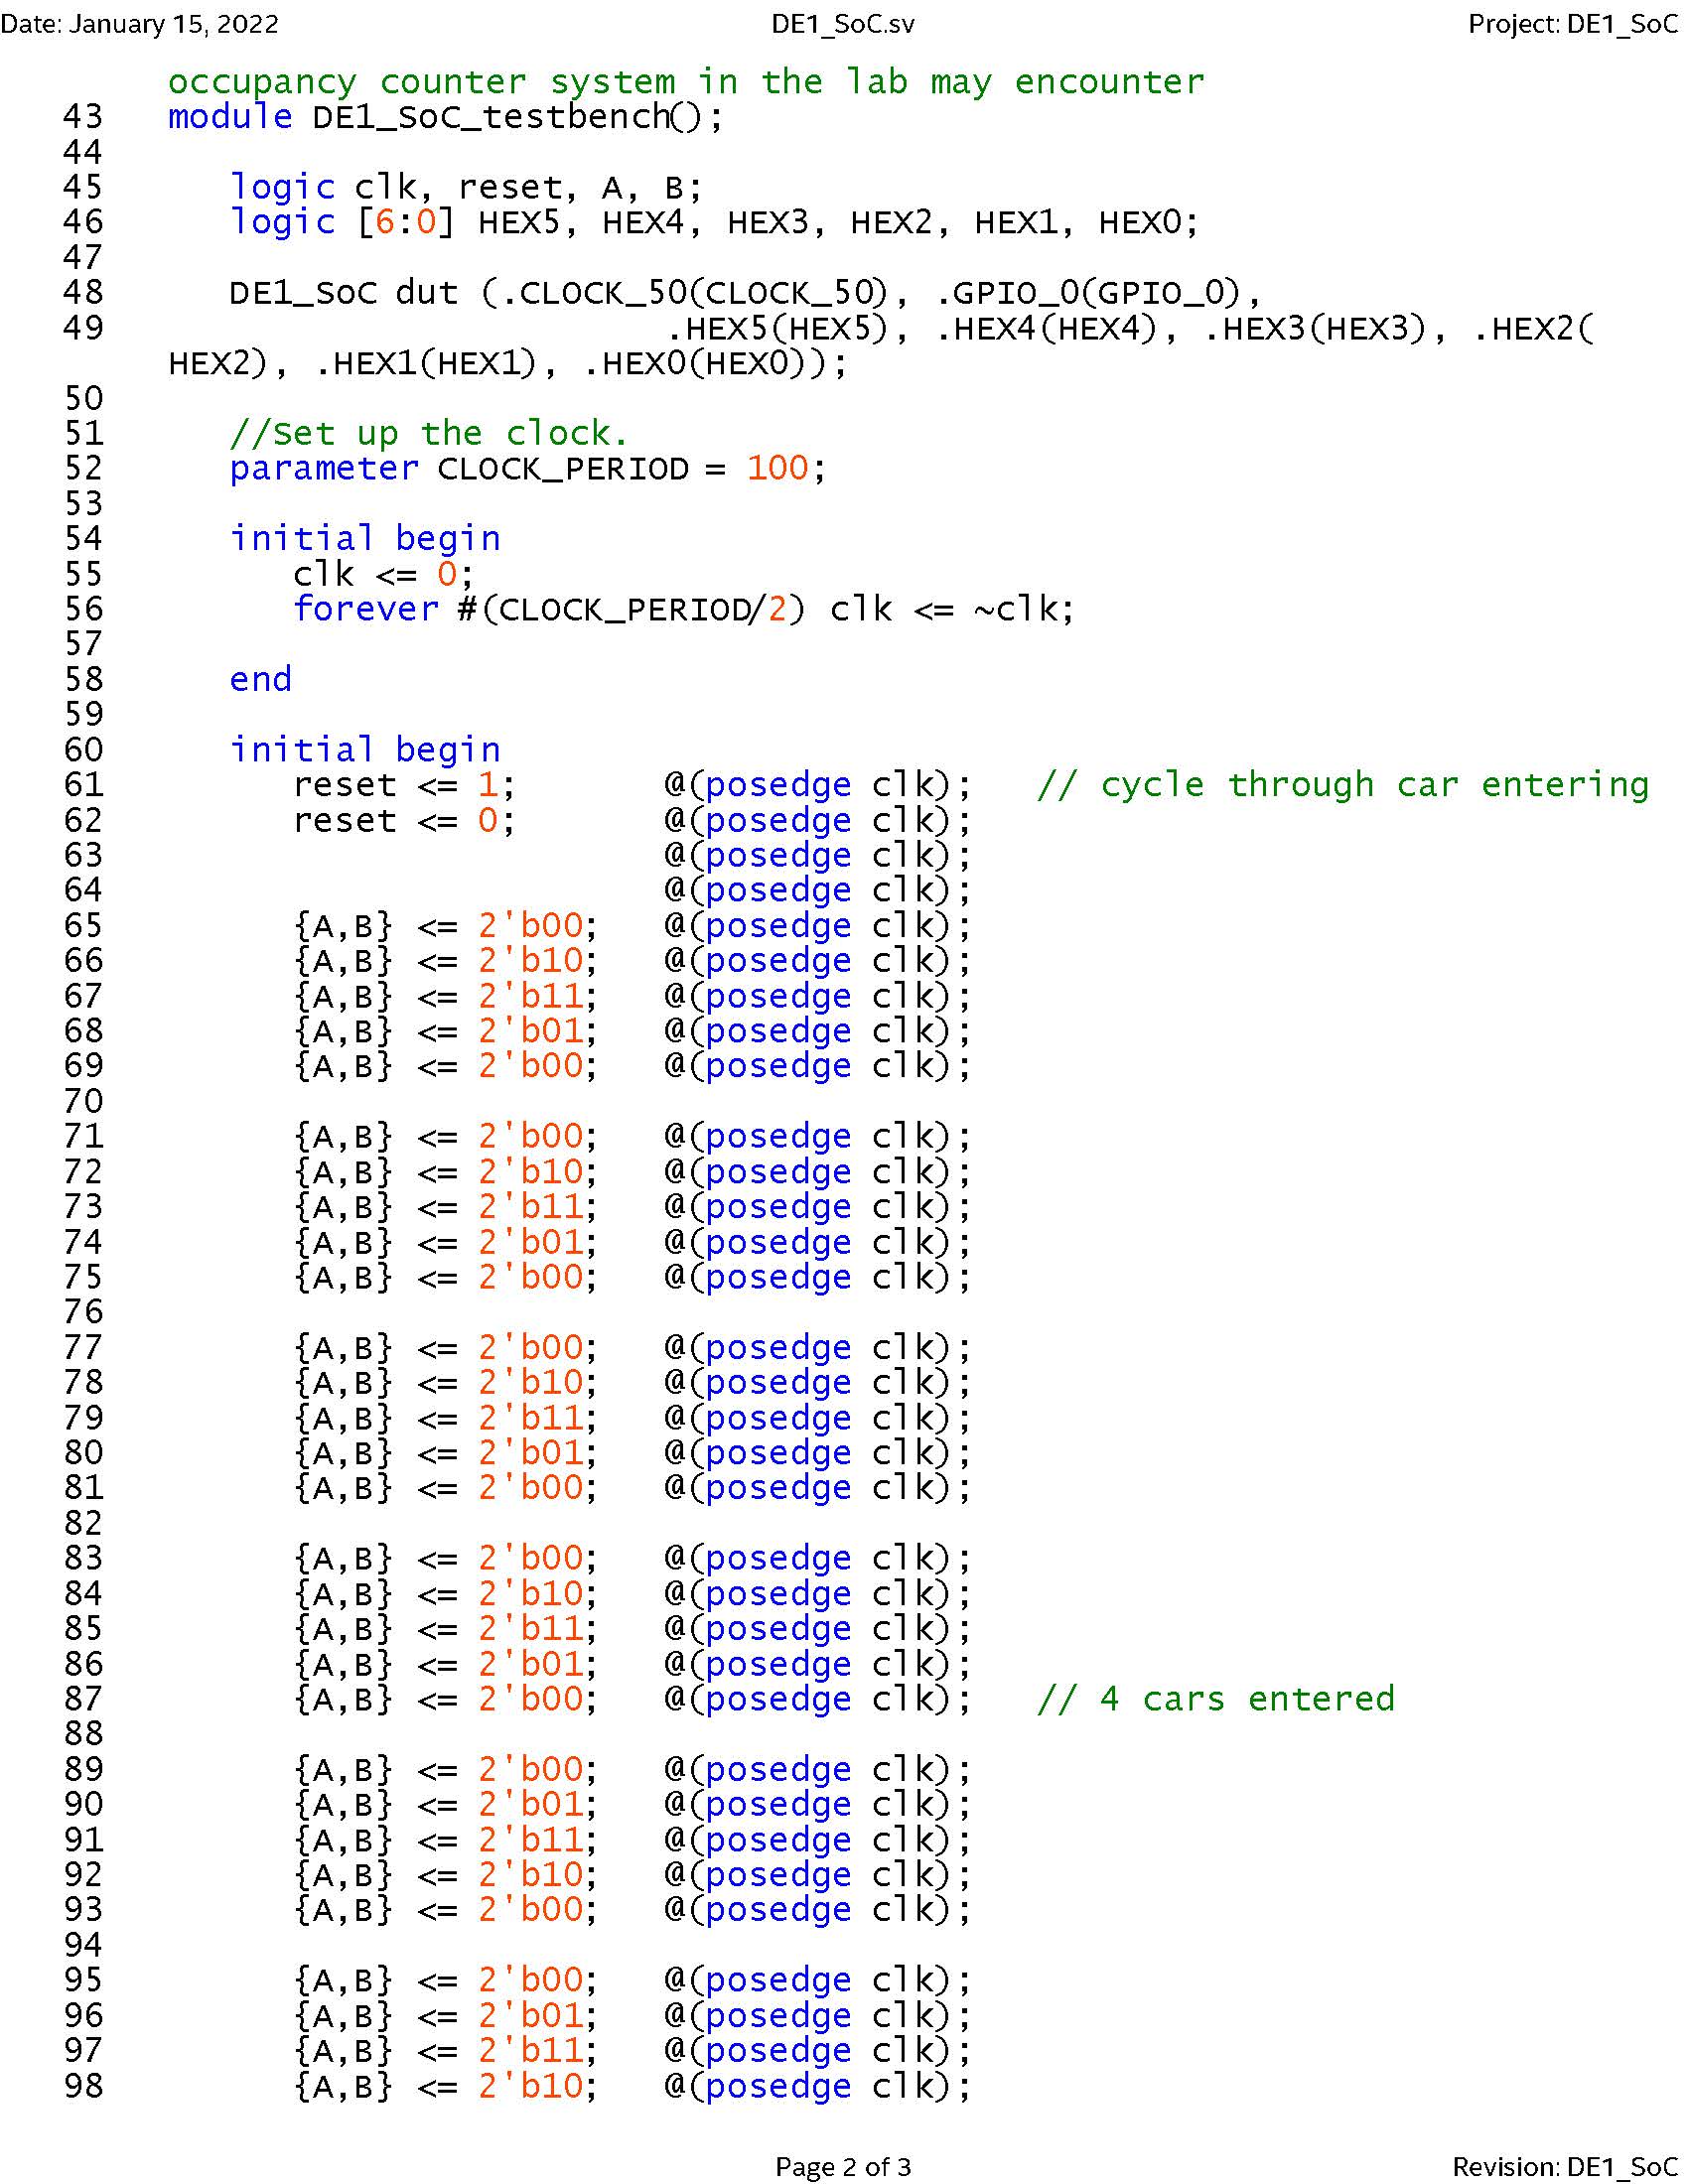 Date: January 15, 2022 DE1_SoC.sv Project: DE1_SoC
occupancy counter system in the lab may encounter
43 module DE1_SoC_testbench();
44
45 logic clk, reset, A, B;
46 logic [6:0] HEX5, HEX4, HEX3, HEX2, HEX1, HEX0;
47
48 DE1_SoC dut (.CLOCK_50(CLOCK_50), .GPIO_0(GPIO_0),
49 .HEX5(HEX5), .HEX4(HEX4), .HEX3(HEX3), .HEX2(
HEX2), .HEX1(HEX1), .HEX0(HEX0));
50
51 //Set up the clock.
52 parameter CLOCK_PERIOD = 100;
53
54 initial begin
55 clk <= 0;
56 forever #(CLOCK_PERIOD/2) clk <= ~clk;
57
58 end
59
60 initial begin
61 reset <= 1; @(posedge clk); // cycle through car entering
62 reset <= 0; @(posedge clk);
63 @(posedge clk);
64 @(posedge clk);
65 {A,B} <= 2'b00; @(posedge clk);
66 {A,B} <= 2'b10; @(posedge clk);
67 {A,B} <= 2'b11; @(posedge clk);
68 {A,B} <= 2'b01; @(posedge clk);
69 {A,B} <= 2'b00; @(posedge clk);
70
71 {A,B} <= 2'b00; @(posedge clk);
72 {A,B} <= 2'b10; @(posedge clk);
73 {A,B} <= 2'b11; @(posedge clk);
74 {A,B} <= 2'b01; @(posedge clk);
75 {A,B} <= 2'b00; @(posedge clk);
76
77 {A,B} <= 2'b00; @(posedge clk);
78 {A,B} <= 2'b10; @(posedge clk);
79 {A,B} <= 2'b11; @(posedge clk);
80 {A,B} <= 2'b01; @(posedge clk);
81 {A,B} <= 2'b00; @(posedge clk);
82
83 {A,B} <= 2'b00; @(posedge clk);
84 {A,B} <= 2'b10; @(posedge clk);
85 {A,B} <= 2'b11; @(posedge clk);
86 {A,B} <= 2'b01; @(posedge clk);
87 {A,B} <= 2'b00; @(posedge clk); // 4 cars entered
88
89 {A,B} <= 2'b00; @(posedge clk);
90 {A,B} <= 2'b01; @(posedge clk);
91 {A,B} <= 2'b11; @(posedge clk);
92 {A,B} <= 2'b10; @(posedge clk);
93 {A,B} <= 2'b00; @(posedge clk);
94
95 {A,B} <= 2'b00; @(posedge clk);
96 {A,B} <= 2'b01; @(posedge clk);
97 {A,B} <= 2'b11; @(posedge clk);
98 {A,B} <= 2'b10; @(posedge clk);
Page 2 of 3 Revision: DE1_SoC